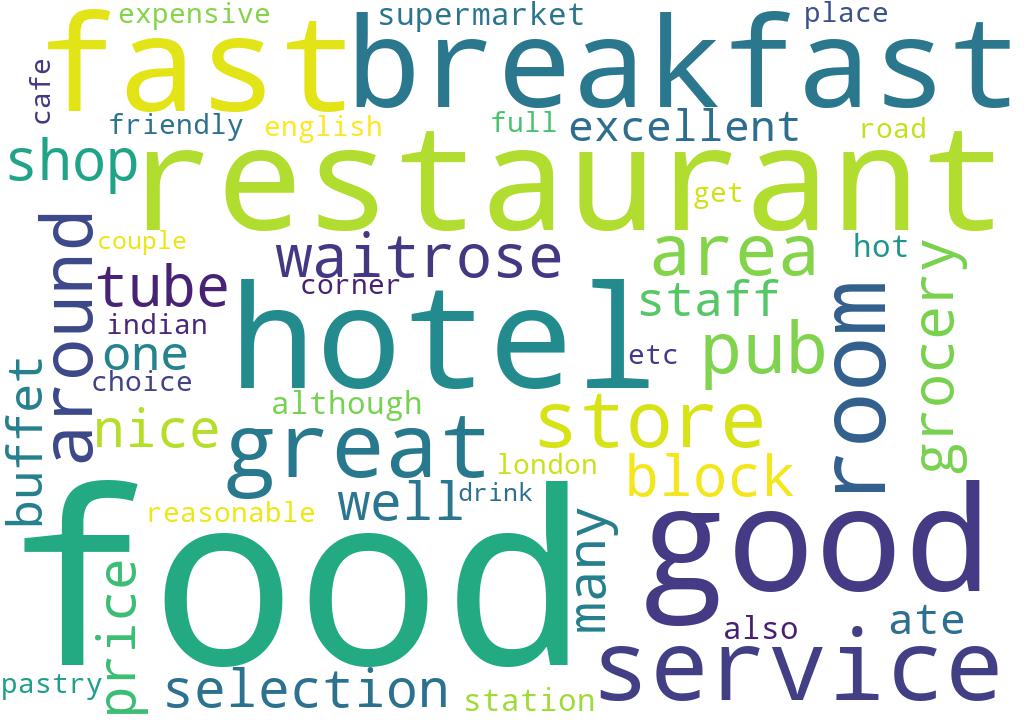 expensive
supermarket
place
fast
breakfast
cafe
friendly
english
full
excellent
road
shop
restaurant
get
around
couple
waitrose
area
hot
tube
corner
hotel
staff
room
grocery
indian
one
etc
pub
choice
buffet
nice
although
great
store
london
block
food
reasonable
well
drink
many
good
price
also
ate
service
pastry
selection
station